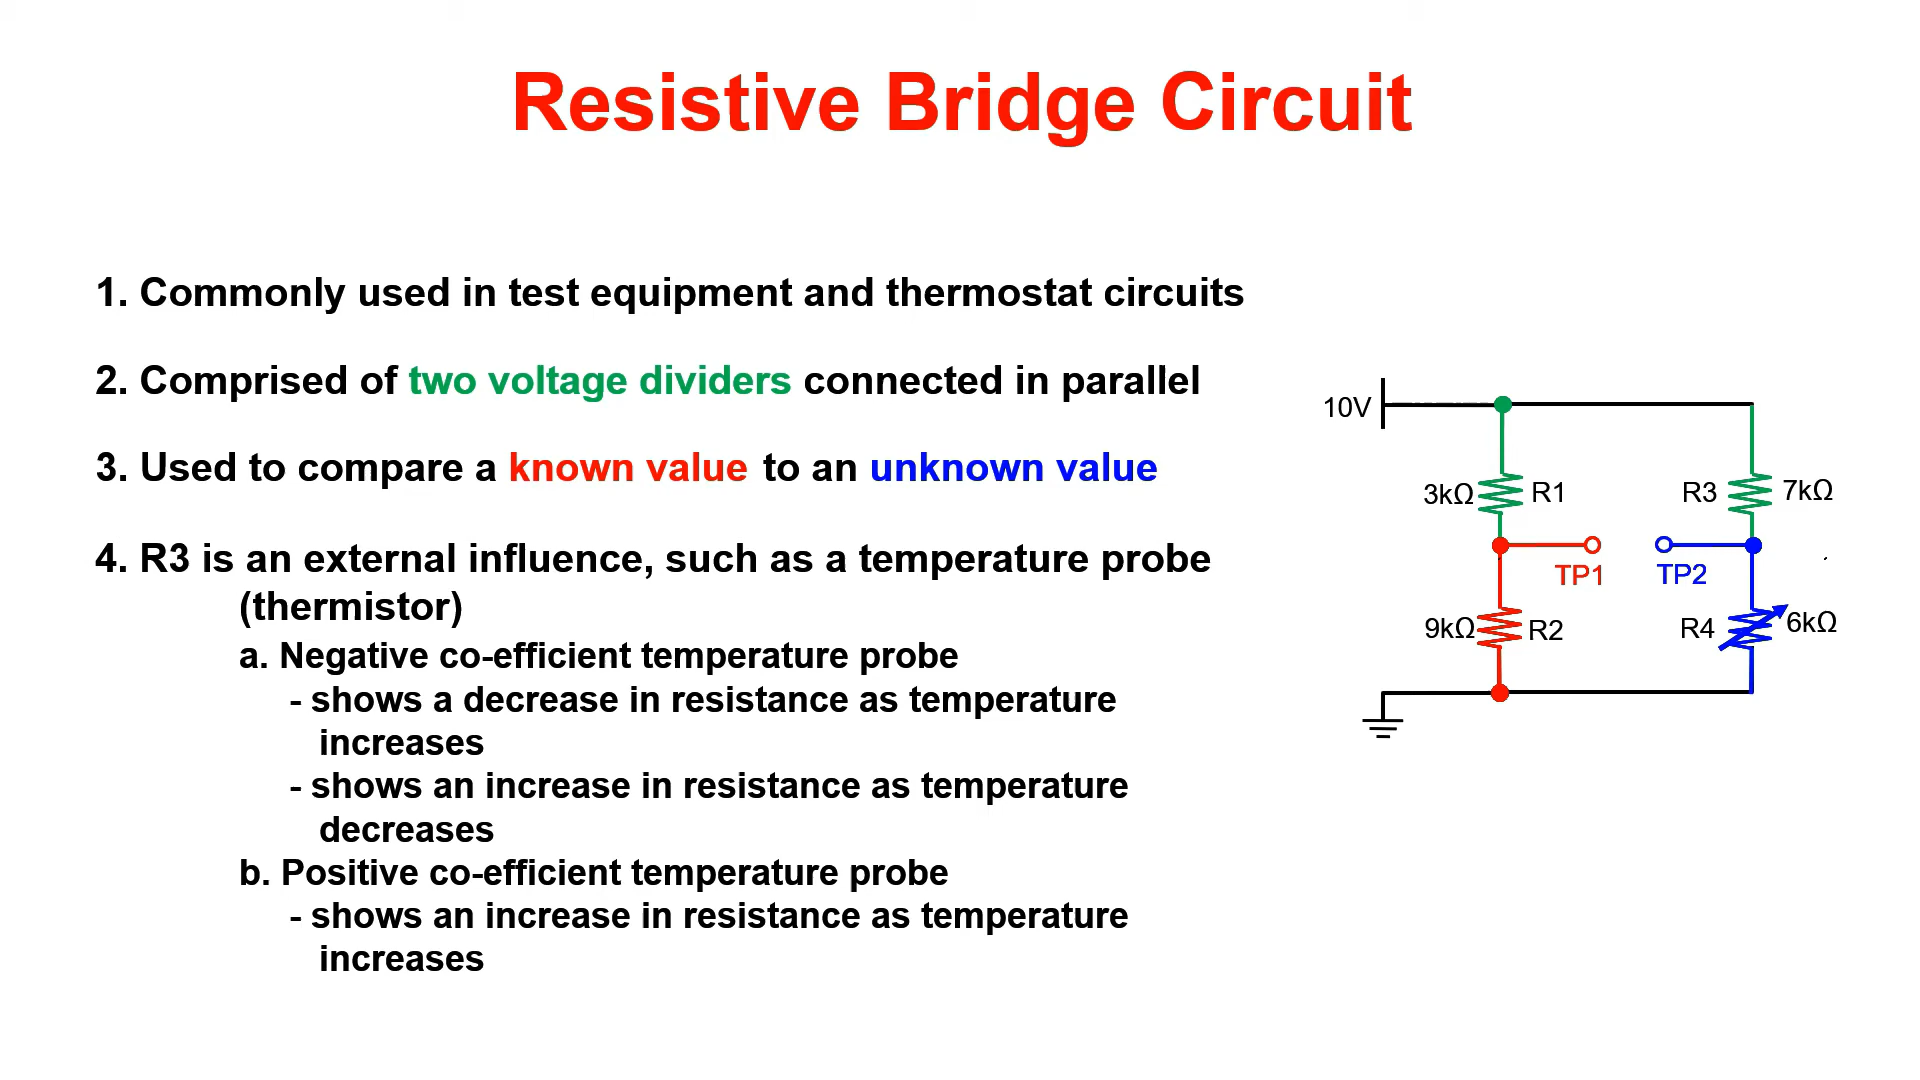 Resistive Bridge Circuit
1. Commonly used in test equipment and thermostat circuits
2. Comprised of two voltage dividers connected in parallel
3. Used to compare a known value to an unknown value
4. R3 is an external influence, such as a temperature probe
(thermistor)
a. Negative co-efficient temperature probe
- shows a decrease in resistance as temperature
increases
- shows an increase in resistance as temperature
decreases
b. Positive co-efficient temperature probe
- shows an increase in resistance as temperature
increases
10V
3kΩ R1 R3 7kΩ
TP1 TP2
9kΩ R2 R4 6kΩ